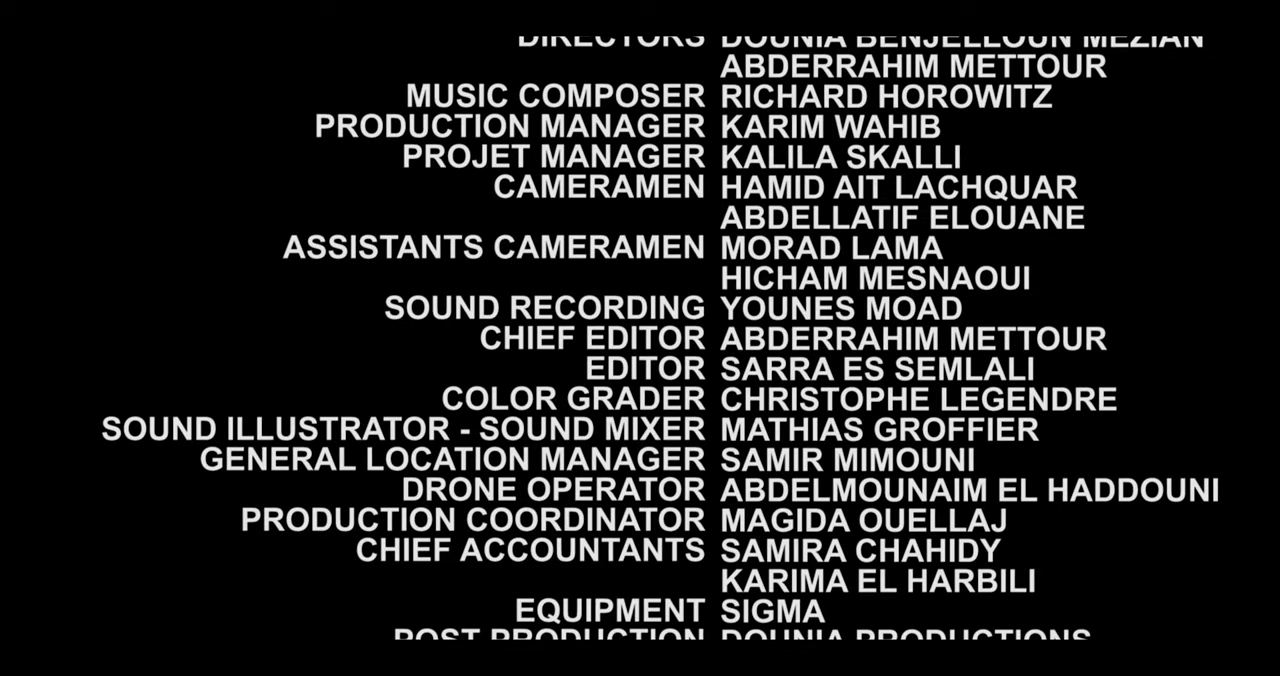 DIRECTORS DOUNIA BENJELLOUN MEZIAN
ABDERRAHIM METTOUR
MUSIC COMPOSER RICHARD HOROWITZ
PRODUCTION MANAGER KARIM WAHIB
PROJET MANAGER KALILA SKALLI
CAMERAMEN HAMID AIT LACHQUAR
ABDELLATIF ELOUANE
ASSISTANTS CAMERAMEN MORAD LAMA
HICHAM MESNAOUI
SOUND RECORDING YOUNES MOAD
CHIEF EDITOR ABDERRAHIM METTOUR
EDITOR SARRA ES SEMLALI
COLOR GRADER CHRISTOPHE LEGENDRE
SOUND ILLUSTRATOR - SOUND MIXER MATHIAS GROFFIER
GENERAL LOCATION MANAGER SAMIR MIMOUNI
DRONE OPERATOR ABDELMOUNAIM EL HADDOUNI
PRODUCTION COORDINATOR MAGIDA OUELLAJ
CHIEF ACCOUNTANTS SAMIRA CHAHIDY
KARIMA EL HARBILI
EQUIPMENT SIGMA
POST PRODUCTION DOUNIA PRODUCTIONS